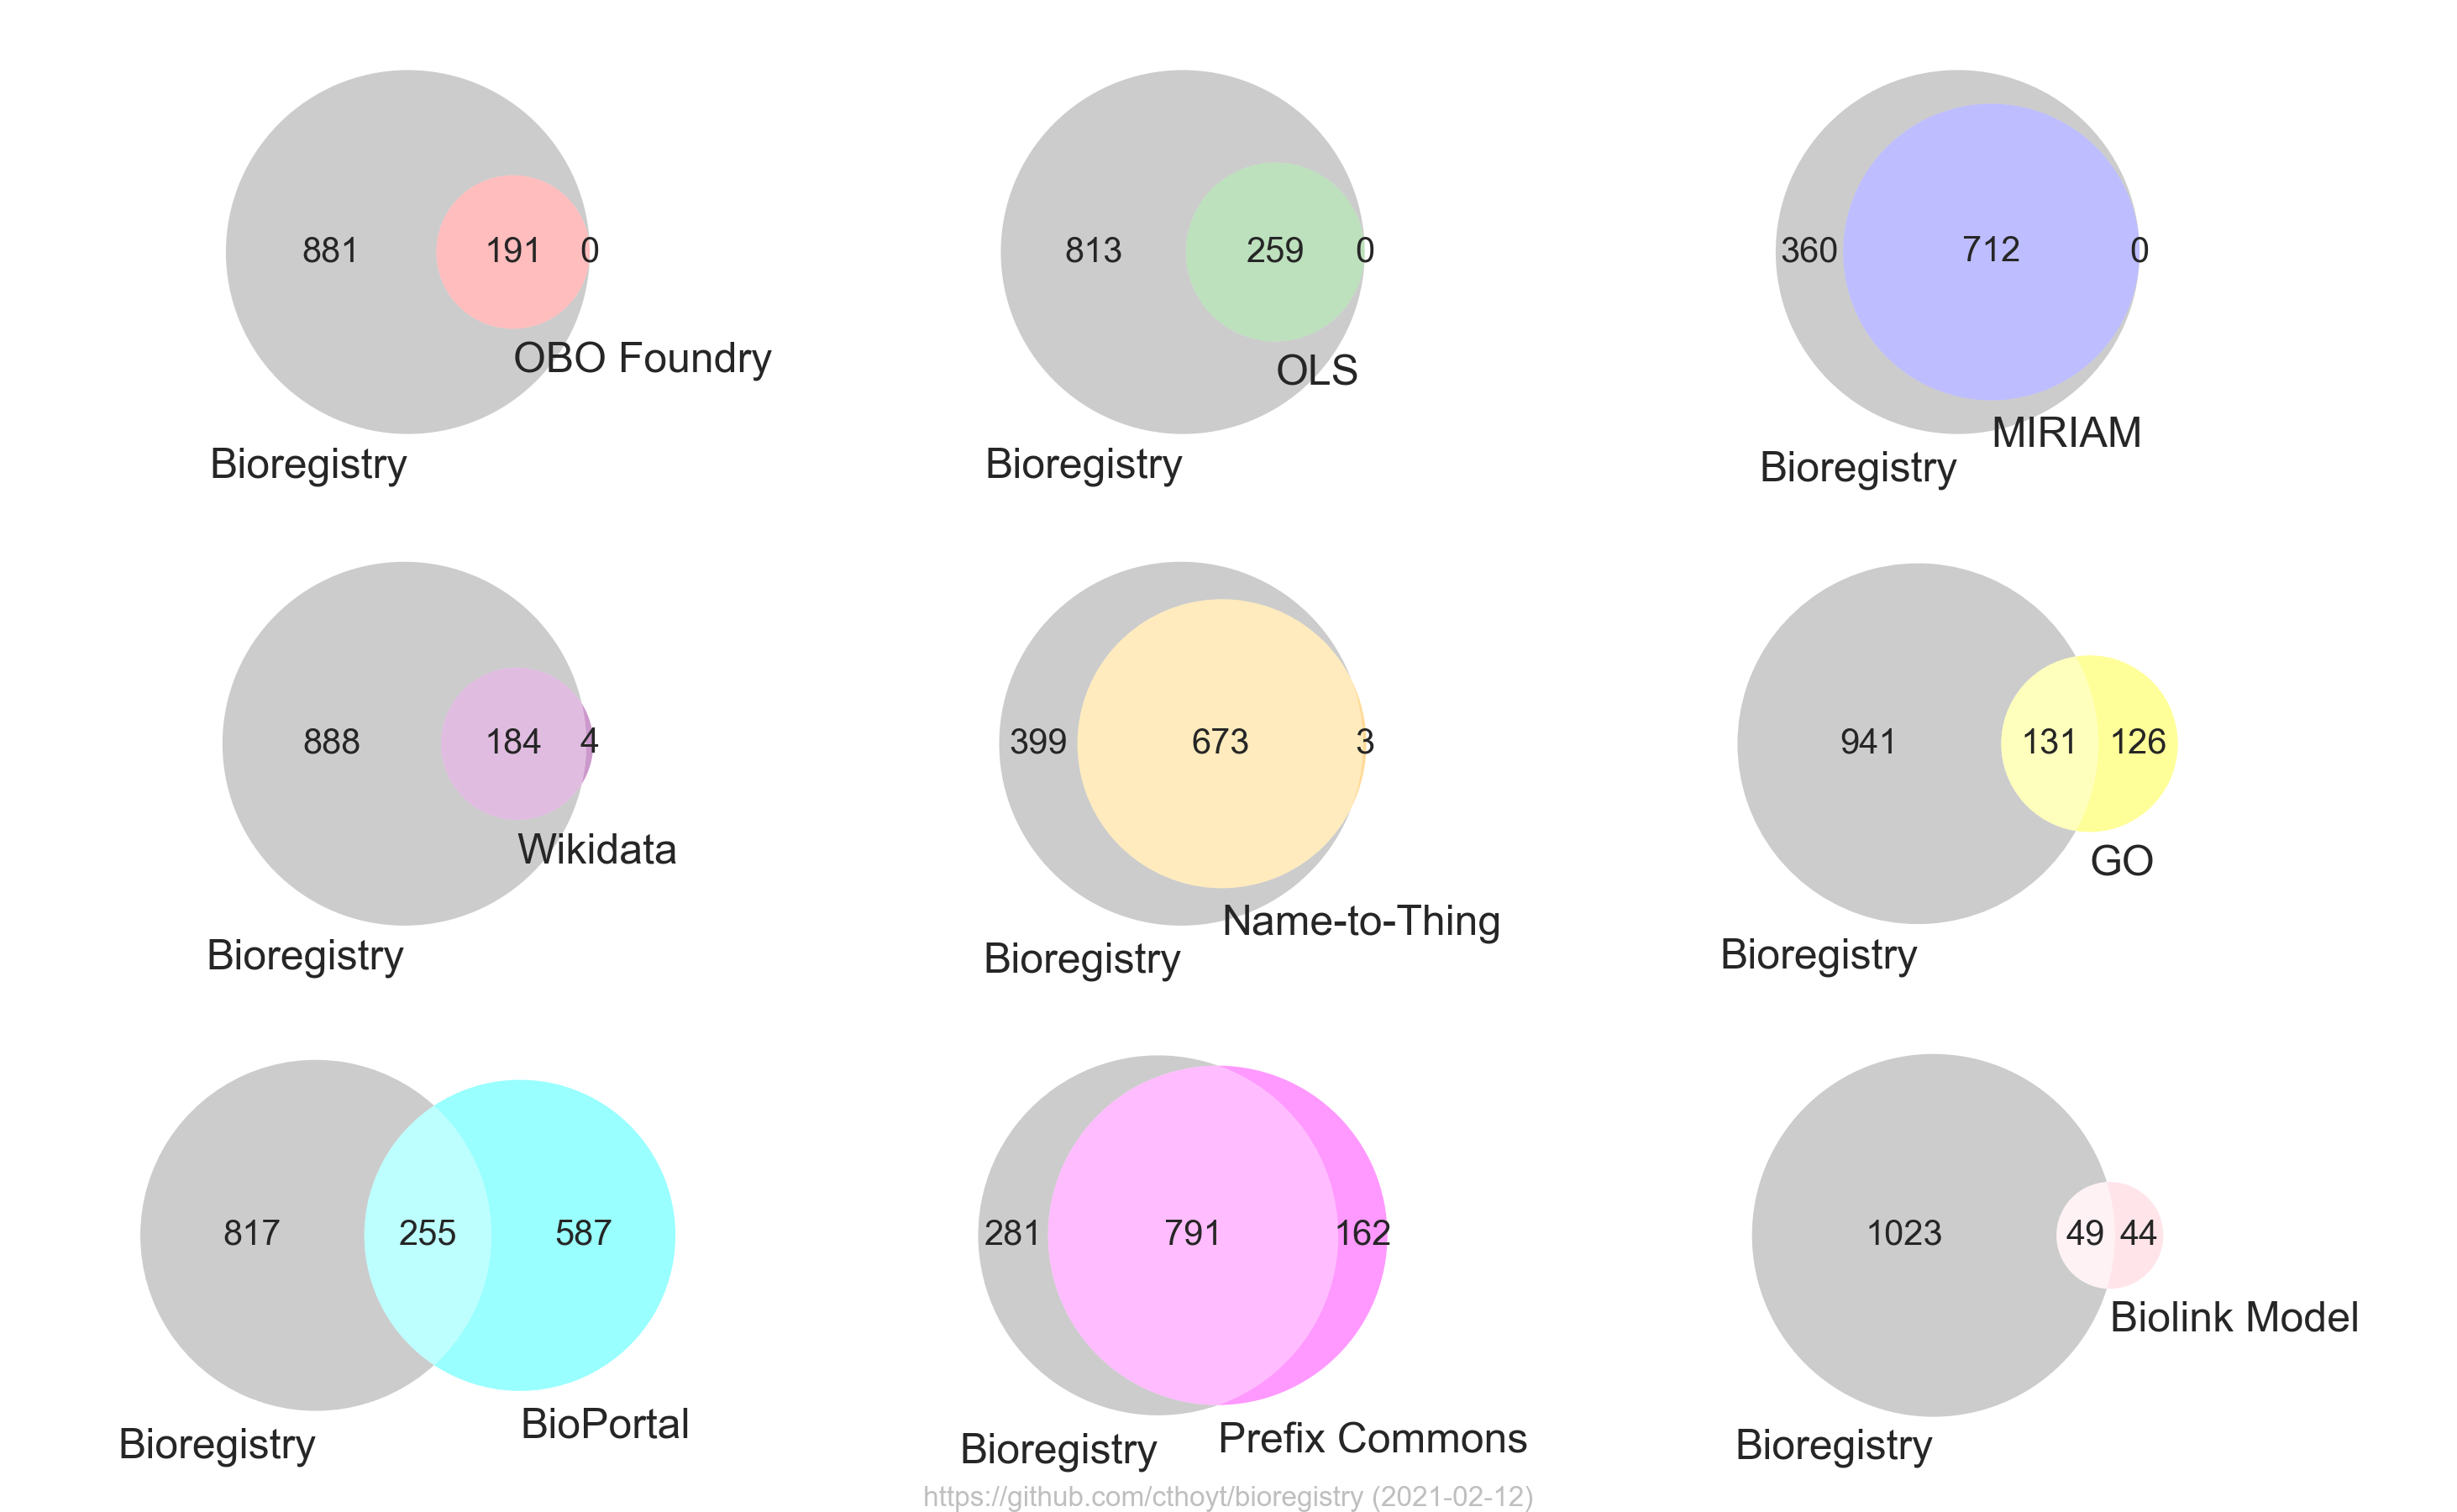 881 191 0
OBO Foundry
Bioregistry
813 259 0
OLS
Bioregistry
360 712 0
MIRIAM
Bioregistry
888 184 4
Wikidata
Bioregistry
399 673 3
Name-to-Thing
Bioregistry
941 131 126
GO
Bioregistry
817 255 587
BioPortal
Bioregistry
281 791 162
Prefix Commons
Bioregistry
1023 49 44
Biolink Model
Bioregistry
https://github.com/cthoyt/bioregistry (2021-02-12)